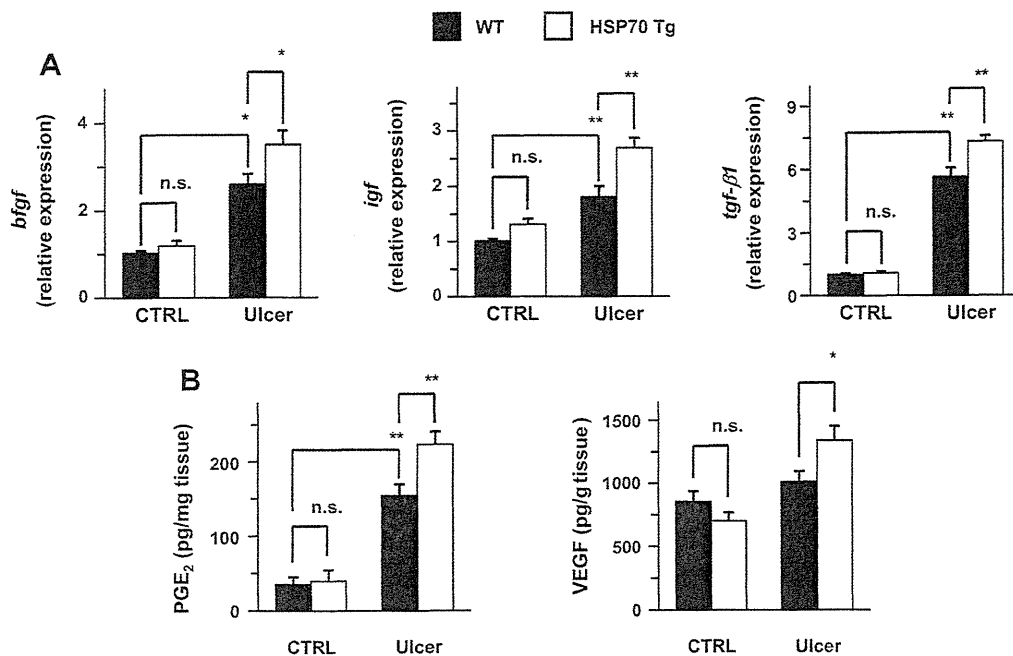 WT HSP70 Tg
A
bfgf
(relative expression)
4
2
0
n.s.
*
*
CTRL Ulcer
igf
(relative expression)
3
2
1
0
n.s.
**
**
CTRL Ulcer
tgf-β1
(relative expression)
9
6
3
0
n.s.
**
**
CTRL Ulcer
B
PGE2 (pg/mg tissue)
200
100
0
n.s.
**
**
CTRL Ulcer
VEGF (pg/g tissue)
1500
1000
500
0
n.s.
*
CTRL Ulcer